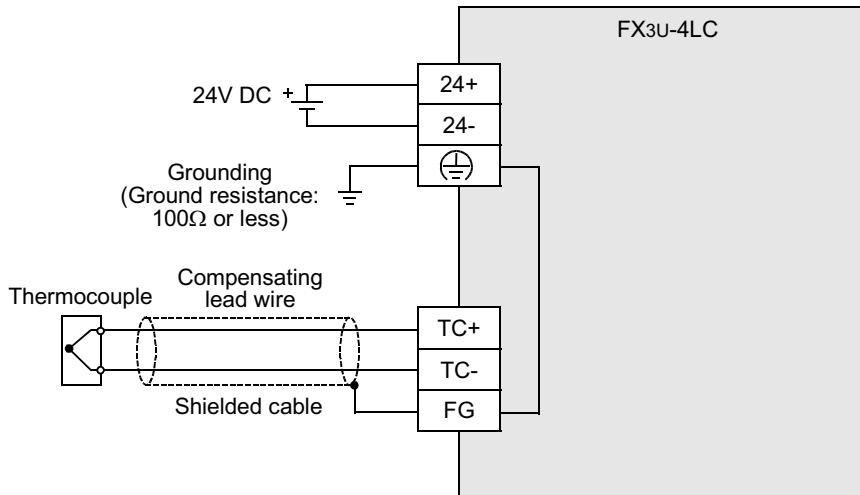 FX3U-4LC
24V DC
+
24+
24-
Grounding
(Ground resistance:
100Ω or less)
Thermocouple
Compensating
lead wire
Shielded cable
TC+
TC-
FG